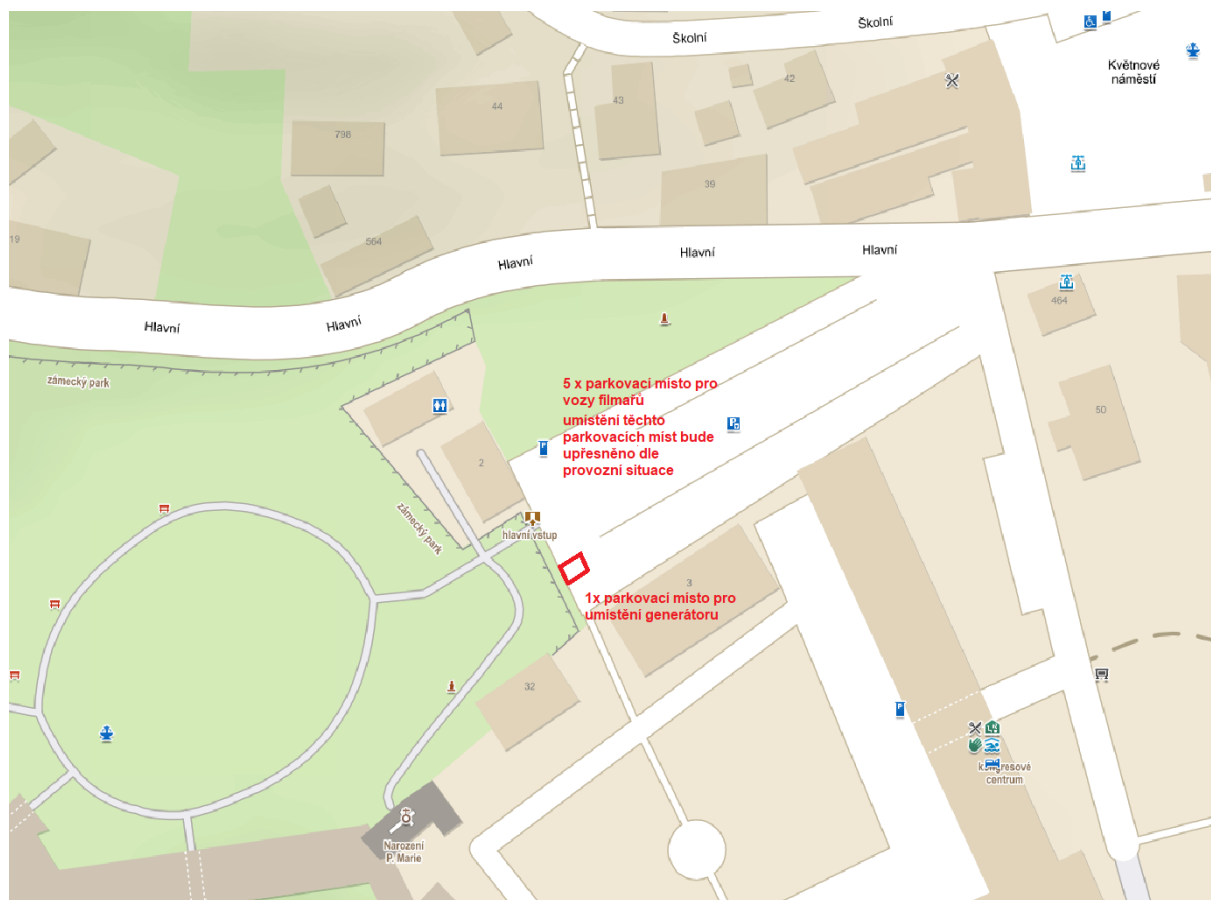 Školní
Školní
Květnové
náměstí
44
43
42
798
39
19
564
Hlavní
Hlavní
Hlavní
Hlavní
Hlavní
464
zámecký park
5 x parkovací místo pro
vozy filmařů
umístění těchto
parkovacích míst bude
upřesněno dle
provozní situace
50
2
P
zámecký park
hlavní vstup
3
1x parkovací místo pro
umístění generátoru
32
P
kongresové
centrum
Narození
P. Marie